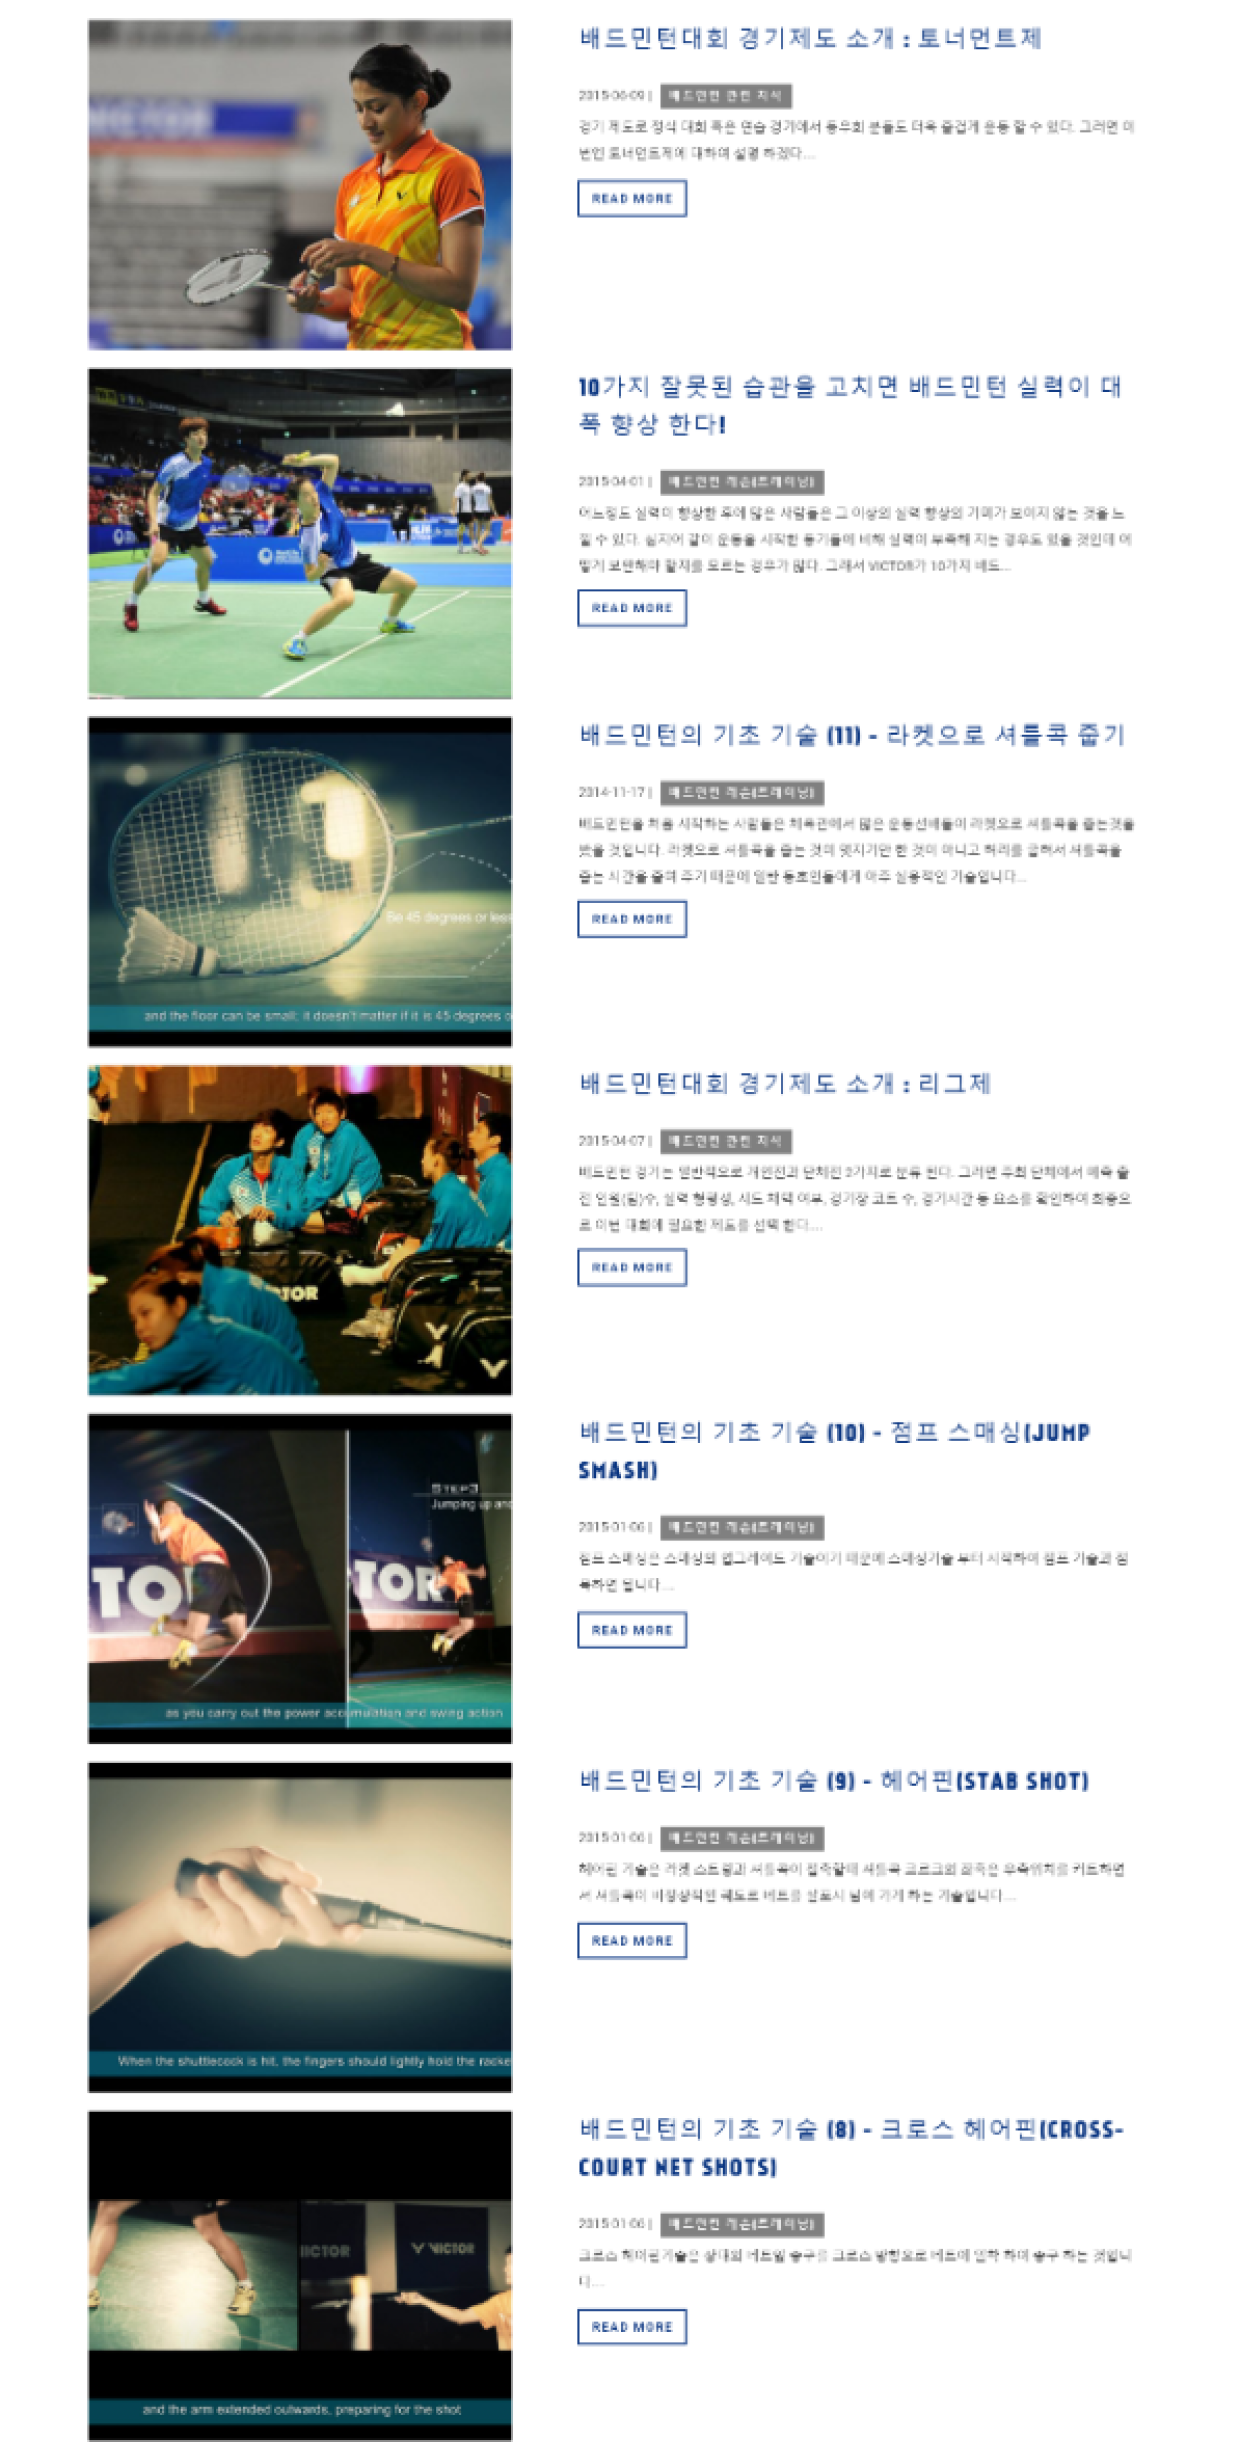 배드민턴대회 경기제도 소개 : 토너먼트제
2015-06-09 | 배드민턴 관련 지식
경기 제도로 정식 대회 혹은 연습 경기에서 동우회 분들도 더욱 즐겁게 운동 할 수 있다. 그러면 이
번엔 토너먼트제에 대하여 설명 하겠다...
READ MORE
VICTOR
10가지 잘못된 습관을 고치면 배드민턴 실력이 대
폭 향상 한다!
2015-04-01 | 배드민턴 레슨(트레이닝)
어느정도 실력이 향상한 후에 많은 사람들은 그 이상의 실력 향상의 기미가 보이지 않는 것을 느
낄 수 있다. 심지어 같이 운동을 시작한 동기들에 비해 실력이 부족해 지는 경우도 있을 것인데 어
떻게 보완해야 할지를 모르는 경우가 많다. 그래서 VICTOR가 10가지 배드...
READ MORE
배드민턴의 기초 기술 (11) - 라켓으로 셔틀콕 줍기
2014-11-17 | 배드민턴 레슨(트레이닝)
배드민턴을 처음 시작하는 사람들은 체육관에서 많은 운동선배들이 라켓으로 셔틀콕을 줍는것을
봤을 것입니다. 라켓으로 셔틀콕을 줍는 것이 멋지기만 한 것이 아니고 허리를 굽혀서 셔틀콕을
줍는 시간을 줄여 주기 때문에 일반 동호인들에게 아주 실용적인 기술입니다...
READ MORE
Be 45 degrees or less
and the floor can be small; it doesn't matter if it is 45 degrees o
배드민턴대회 경기제도 소개 : 리그제
2015-04-07 | 배드민턴 관련 지식
배드민턴 경기는 일반적으로 개인전과 단체전 2가지로 분류 된다. 그러면 주최 단체에서 예측 출
전 인원(팀)수, 실력 형평성, 시드 채택 여부, 경기장 코트 수, 경기시간 등 요소를 확인하여 최종으
로 이번 대회에 필요한 제도를 선택 한다...
READ MORE
TOR
배드민턴의 기초 기술 (10) - 점프 스매싱(JUMP
SMASH)
2015-01-06 | 배드민턴 레슨(트레이닝)
점프 스매싱은 스매싱의 업그레이드 기술이기 때문에 스매싱기술 부터 시작하여 점프 기술과 접
목하면 됩니다...
READ MORE
STEP3
Jumping up and
TO
TOR
as you carry out the power accumulation and swing action
배드민턴의 기초 기술 (9) - 헤어핀(STAB SHOT)
2015-01-06 | 배드민턴 레슨(트레이닝)
헤어핀 기술은 라켓 스트링과 셔틀콕이 접촉할때 셔틀콕 코르크의 좌측은 우측위치를 커트하면
서 셔틀콕이 비정상적인 궤도로 네트를 살포시 넘어 가게 하는 기술입니다...
READ MORE
When the shuttlecock is hit, the fingers should lightly hold the racke
배드민턴의 기초 기술 (8) - 크로스 헤어핀(CROSS-
COURT NET SHOTS)
2015-01-06 | 배드민턴 레슨(트레이닝)
크로스 헤어핀기술은 상대의 네트앞 송구를 크로스 방향으로 네트에 인착 하여 송구 하는 것입니
다...
READ MORE
ICTOR
VICTOR
and the arm extended outwards, preparing for the shot